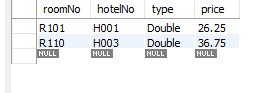 roomNo hotelNo type price
R101 H001 Double 26.25
R110 H003 Double 36.75
NULL NULL NULL NULL